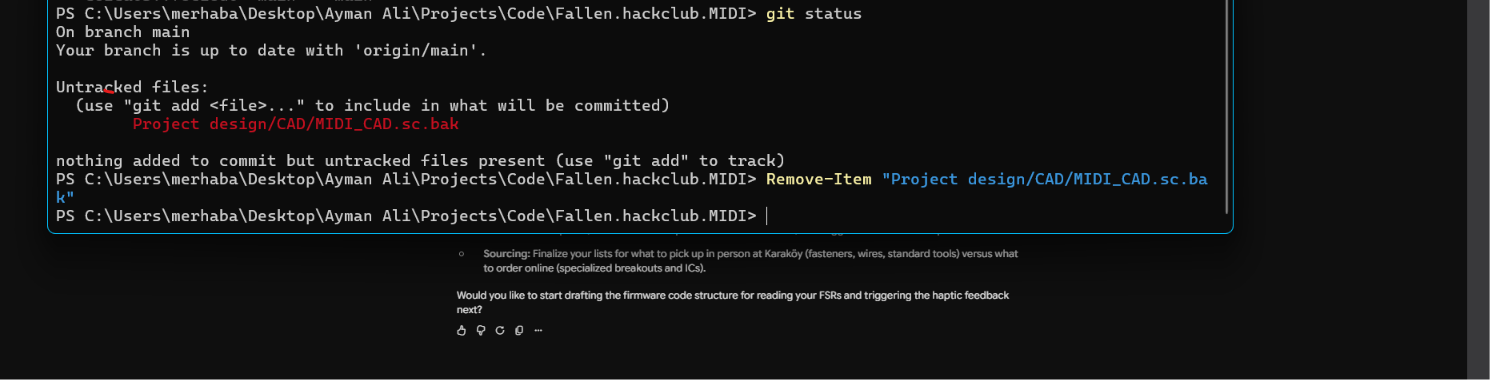 PS C:\Users\merhaba\Desktop\Ayman Ali\Projects\Code\Fallen.hackclub.MIDI> git status
On branch main
Your branch is up to date with 'origin/main'.
Untracked files:
(use "git add <file>..." to include in what will be committed)
Project design/CAD/MIDI_CAD.sc.bak
nothing added to commit but untracked files present (use "git add" to track)
PS C:\Users\merhaba\Desktop\Ayman Ali\Projects\Code\Fallen.hackclub.MIDI> Remove-Item "Project design/CAD/MIDI_CAD.sc.ba
k"
PS C:\Users\merhaba\Desktop\Ayman Ali\Projects\Code\Fallen.hackclub.MIDI>
Sourcing: Finalize your lists for what to pick up in person at Karaköy (fasteners, wires, standard tools) versus what
to order online (specialized breakouts and ICs).
Would you like to start drafting the firmware code structure for reading your FSRs and triggering the haptic feedback
next?